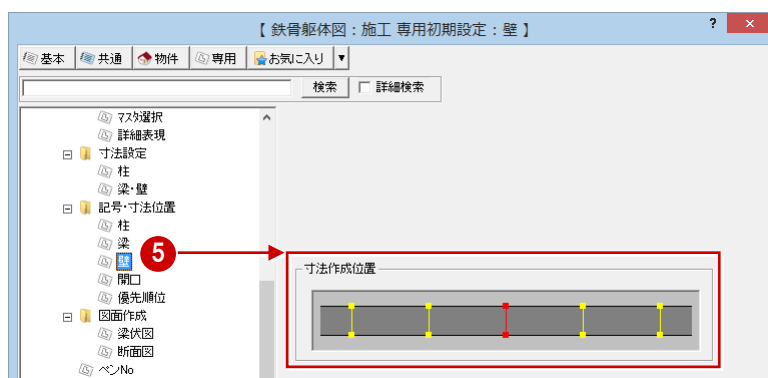 【 鉄骨躯体図：施工 専用初期設定：壁 】 ? ×
基本 共通 物件 専用 お気に入り ▼
検索 詳細検索
マスタ選択
詳細表現
寸法設定
柱
梁・壁
記号・寸法位置
柱
梁
壁 5
開口
優先順位
図面作成
梁伏図
断面図
ペンNo
寸法作成位置